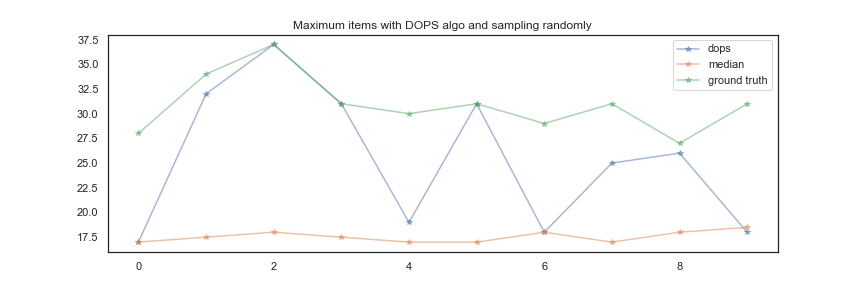 Maximum items with DOPS algo and sampling randomly
37.5
35.0
32.5
30.0
27.5
25.0
22.5
20.0
17.5
dops
median
ground truth
0 2 4 6 8